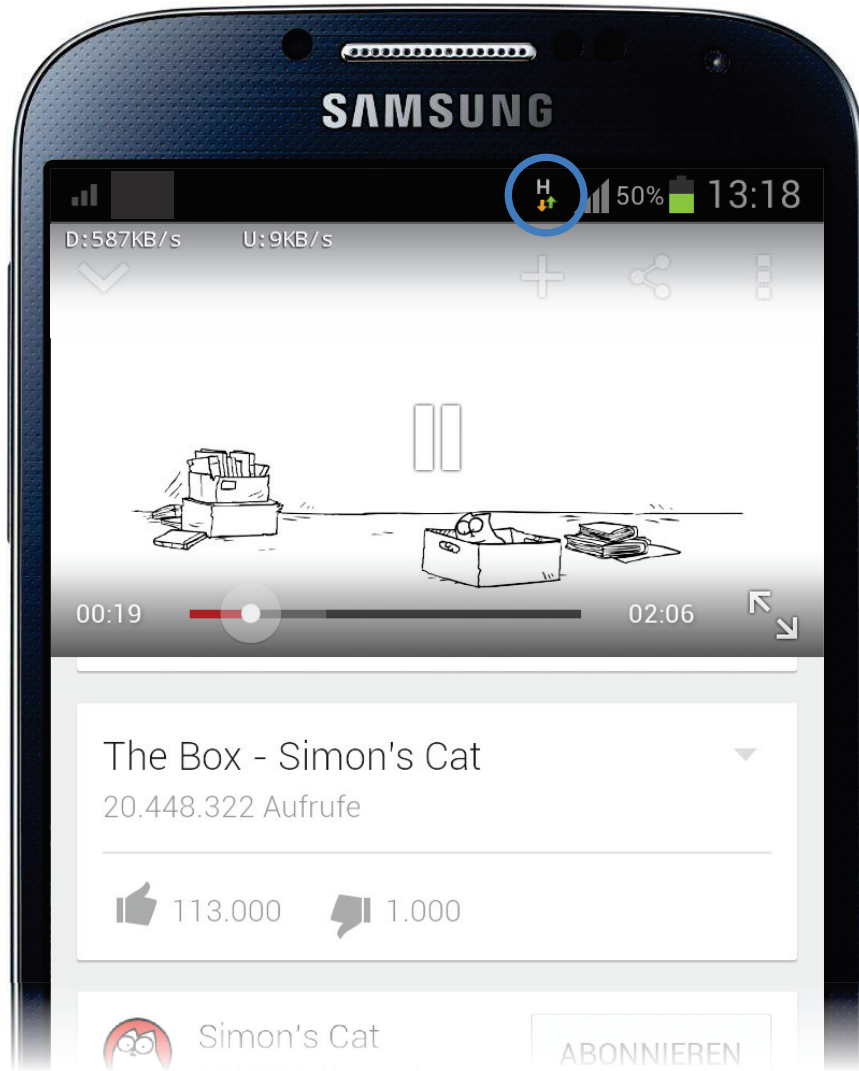 SAMSUNG
H 50% 13:18
D:587KB/s U:9KB/s
00:19 02:06
The Box - Simon's Cat
20.448.322 Aufrufe
113.000 1.000
Simon's Cat
ABONNIEREN